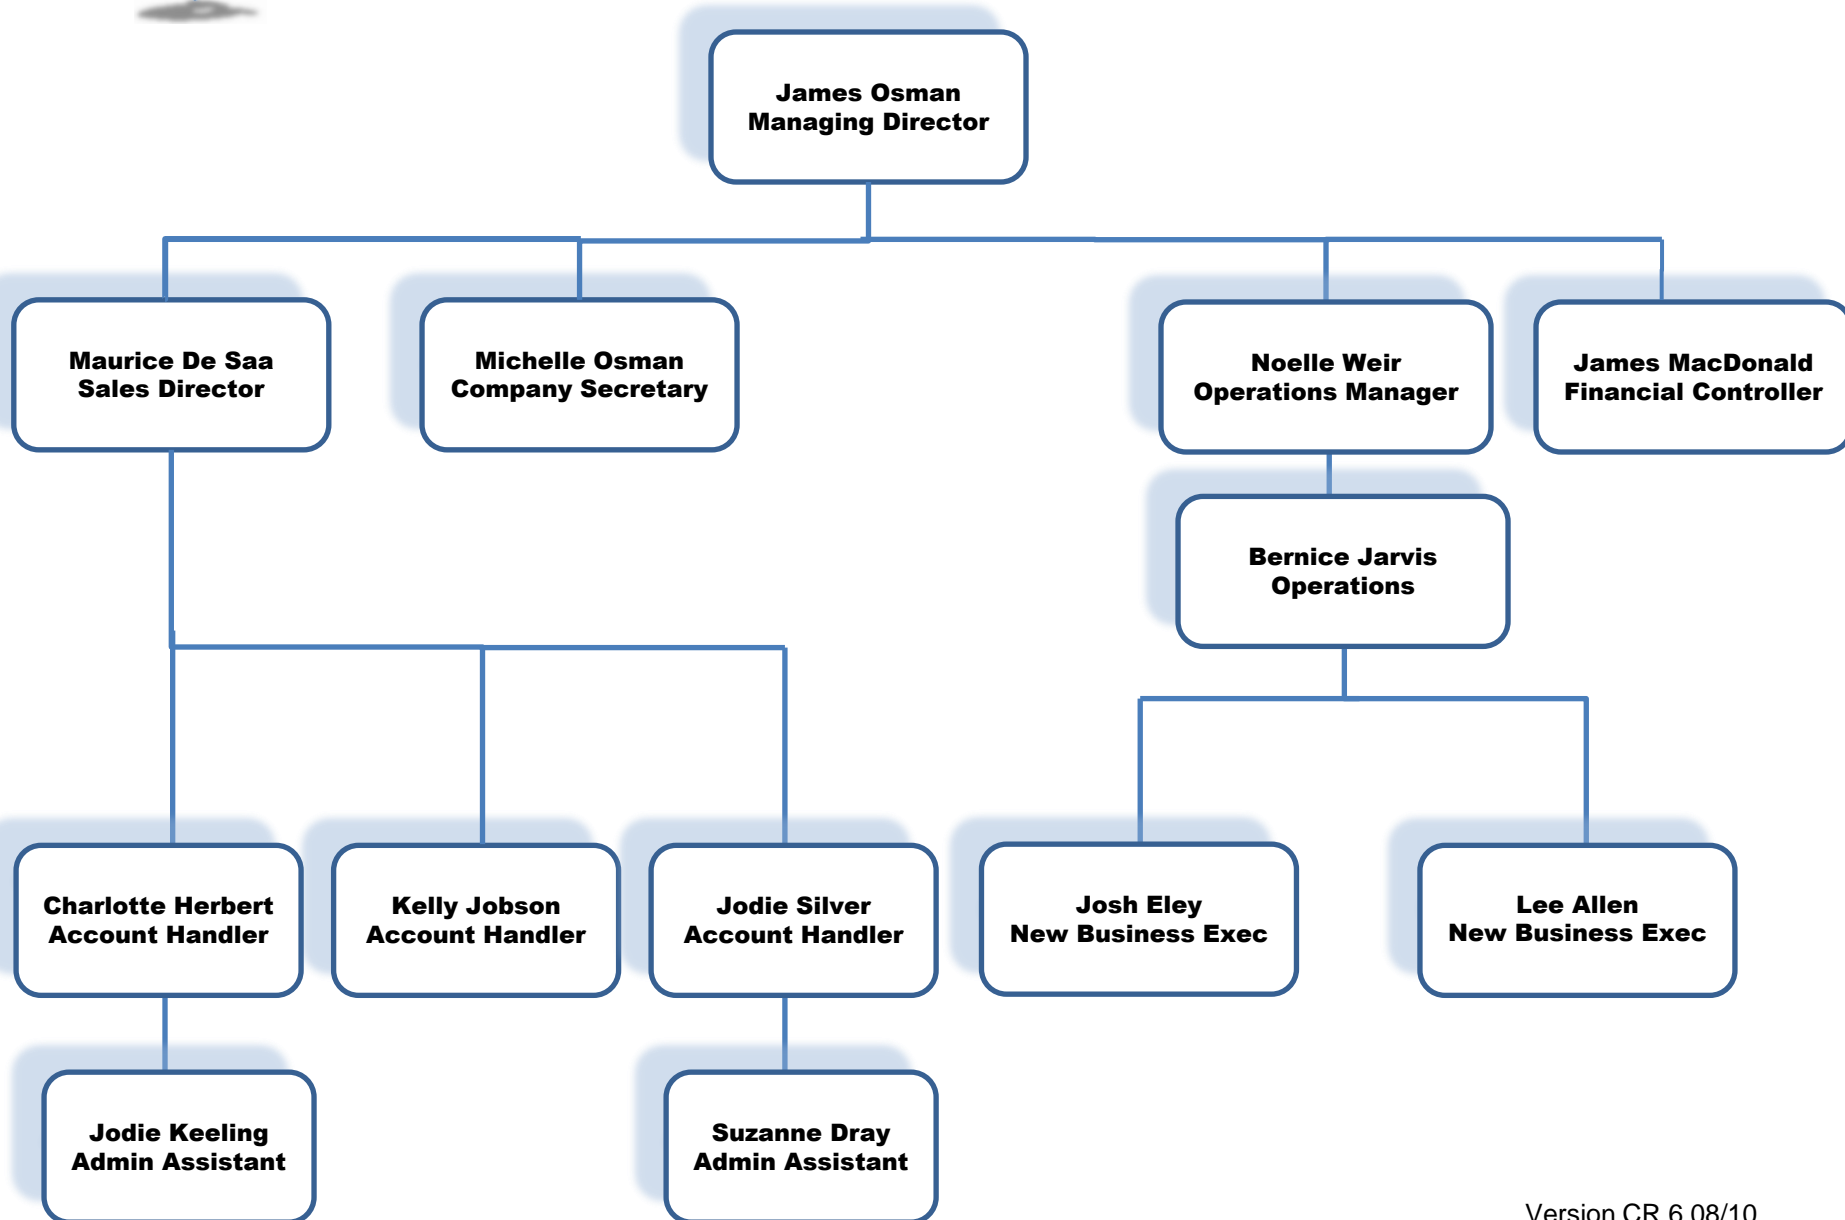 James Osman
Managing Director
Maurice De Saa
Sales Director
Michelle Osman
Company Secretary
Noelle Weir
Operations Manager
James MacDonald
Financial Controller
Bernice Jarvis
Operations
Charlotte Herbert
Account Handler
Kelly Jobson
Account Handler
Jodie Silver
Account Handler
Josh Eley
New Business Exec
Lee Allen
New Business Exec
Jodie Keeling
Admin Assistant
Suzanne Dray
Admin Assistant
Version CR 6 08/10